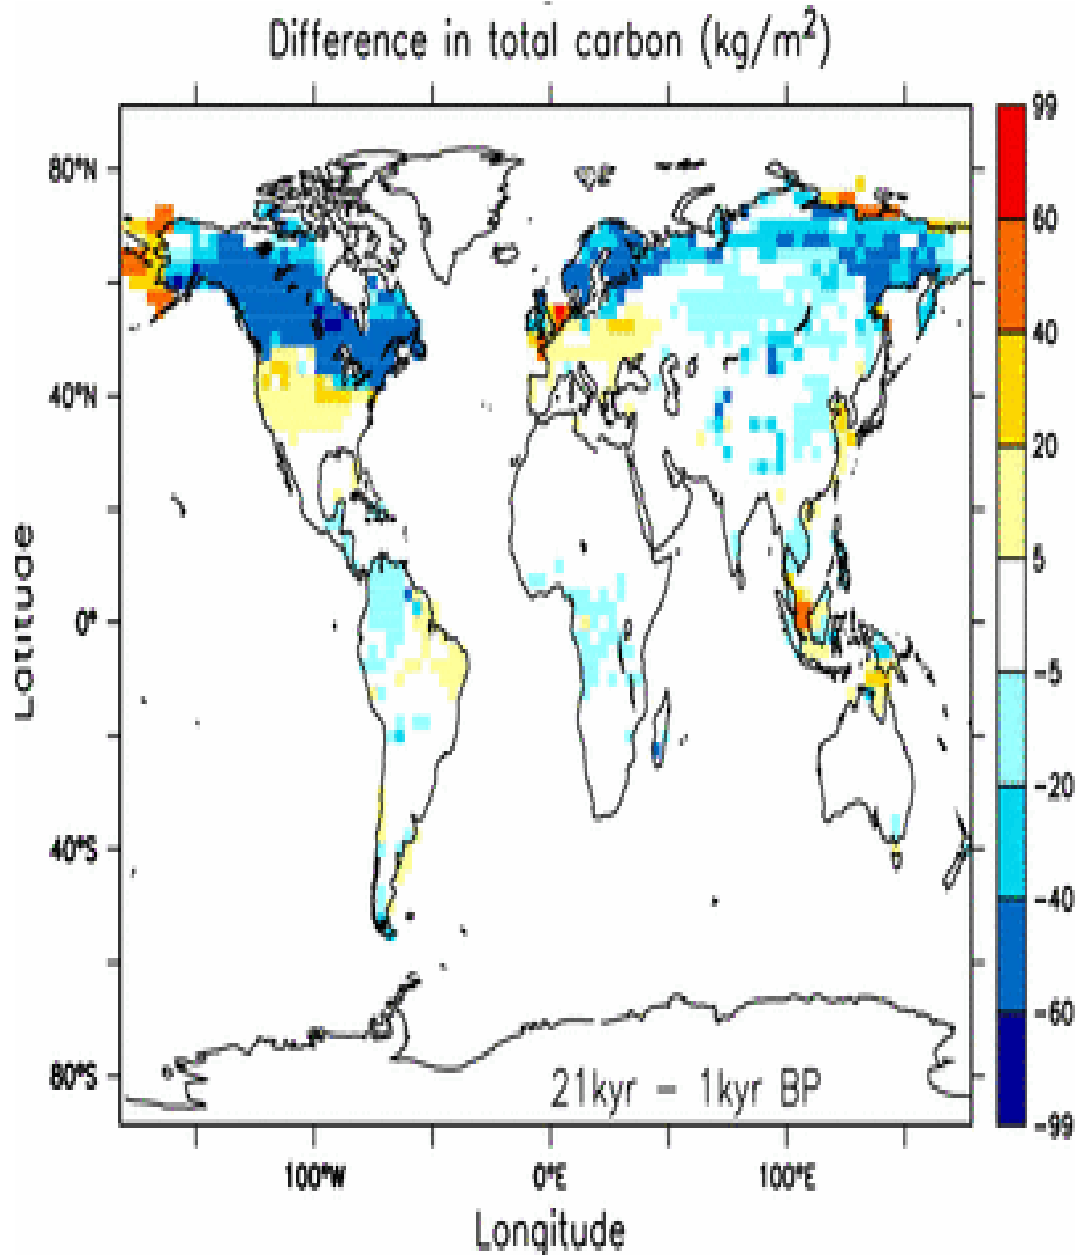 Difference in total carbon (kg/m²)
99
80°N
60
40
40°N
20
5
Latitude
0°
-5
-20
40°S
-40
-60
80°S
21kyr - 1kyr BP
-99
100°W 0°E 100°E
Longitude